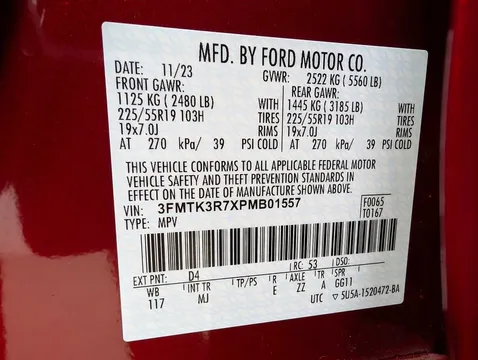 MFD. BY FORD MOTOR CO.
DATE: 11/23 GVWR: 2522 KG ( 5560 LB)
FRONT GAWR: REAR GAWR:
1125 KG ( 2480 LB) WITH 1445 KG ( 3185 LB) WITH
225/55R19 103H TIRES 225/55R19 103H TIRES
19x7.0J RIMS 19x7.0J RIMS
AT 270 kPa/ 39 PSI COLD AT 270 kPa/ 39 PSI COLD
THIS VEHICLE CONFORMS TO ALL APPLICABLE FEDERAL MOTOR
VEHICLE SAFETY AND THEFT PREVENTION STANDARDS IN
EFFECT ON THE DATE OF MANUFACTURE SHOWN ABOVE.
VIN: 3FMTK3R7XPMB01557 F0065
TYPE: MPV T0167
EXT PNT: D4 RC: 53 DSO:
WB INT TR TP/PS R AXLE TR SPR
117 MJ E ZZ A GG11
UTC ▽ 5U5A-1520472-BA